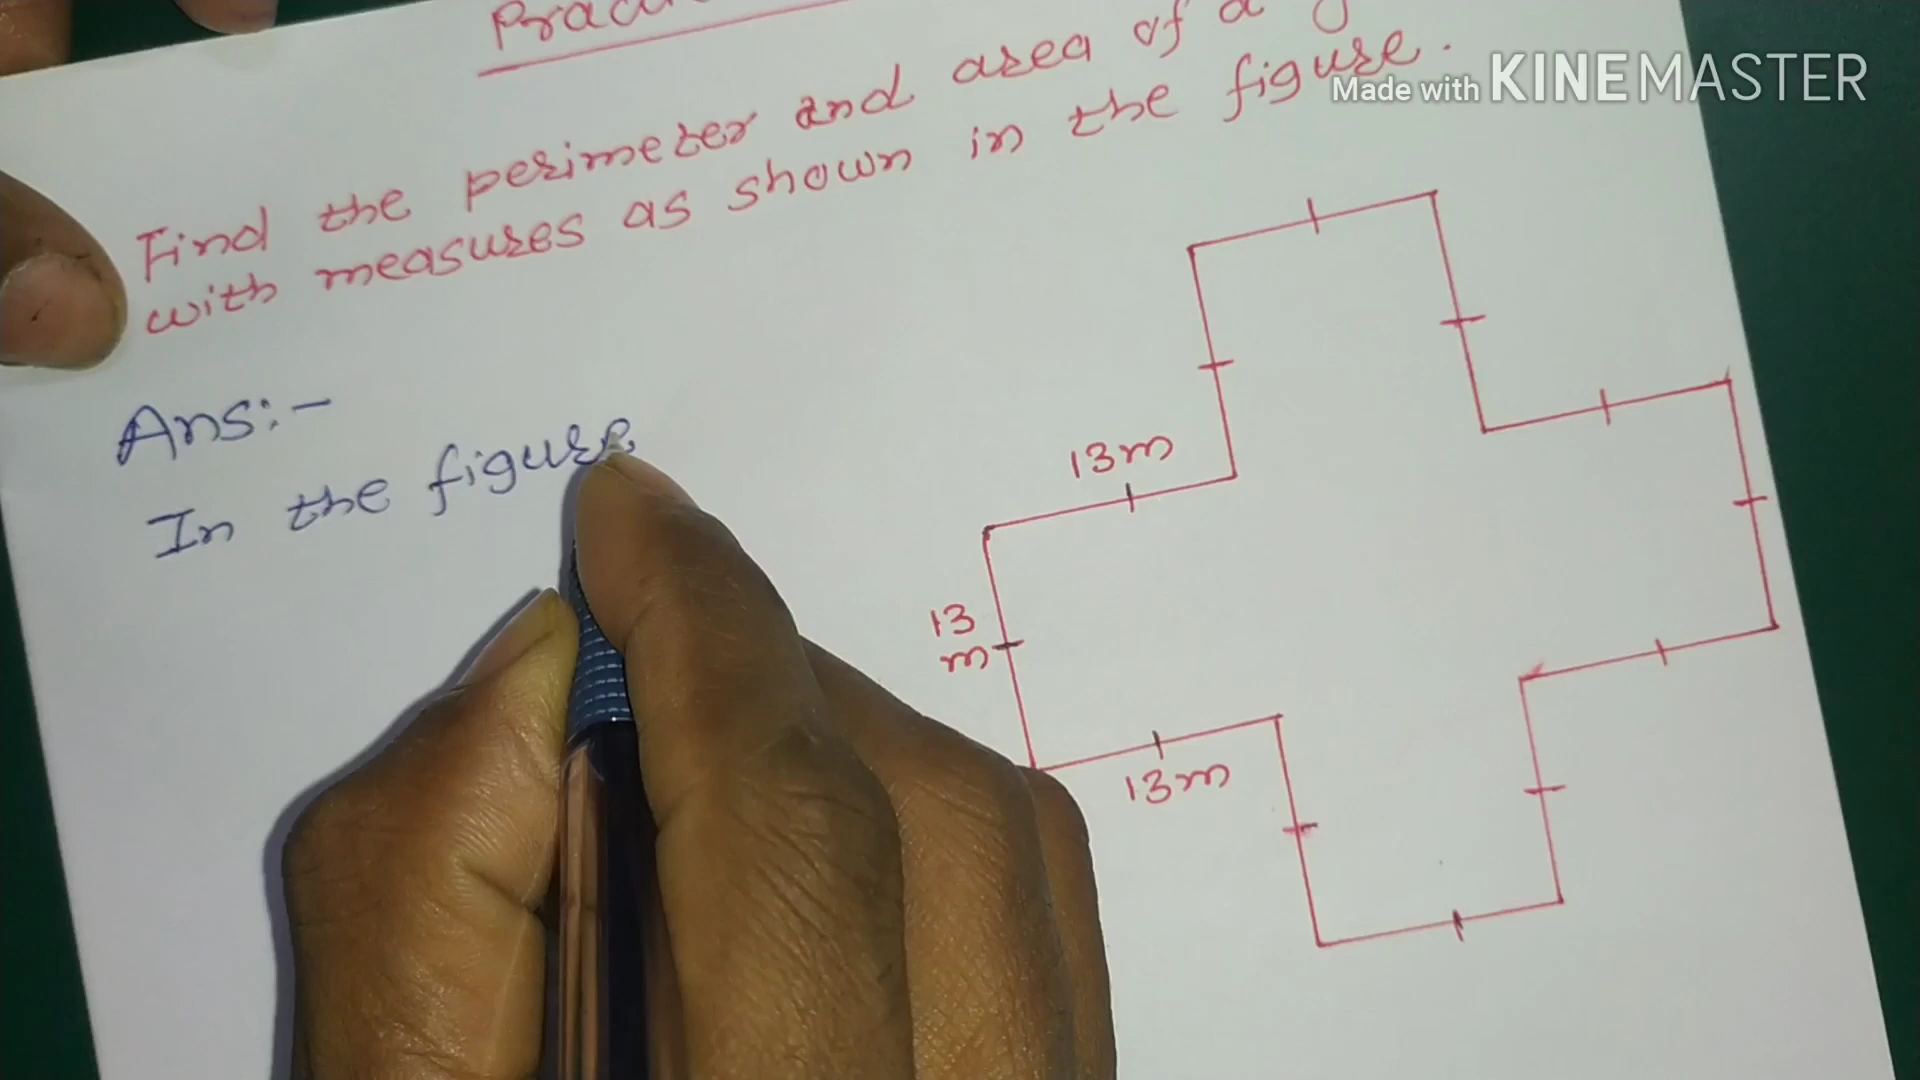 Find the perimeter and area of a
with measures as shown in the figure.
Made with KINEMASTER
Ans:-
In the figure
13m
13
m
13m